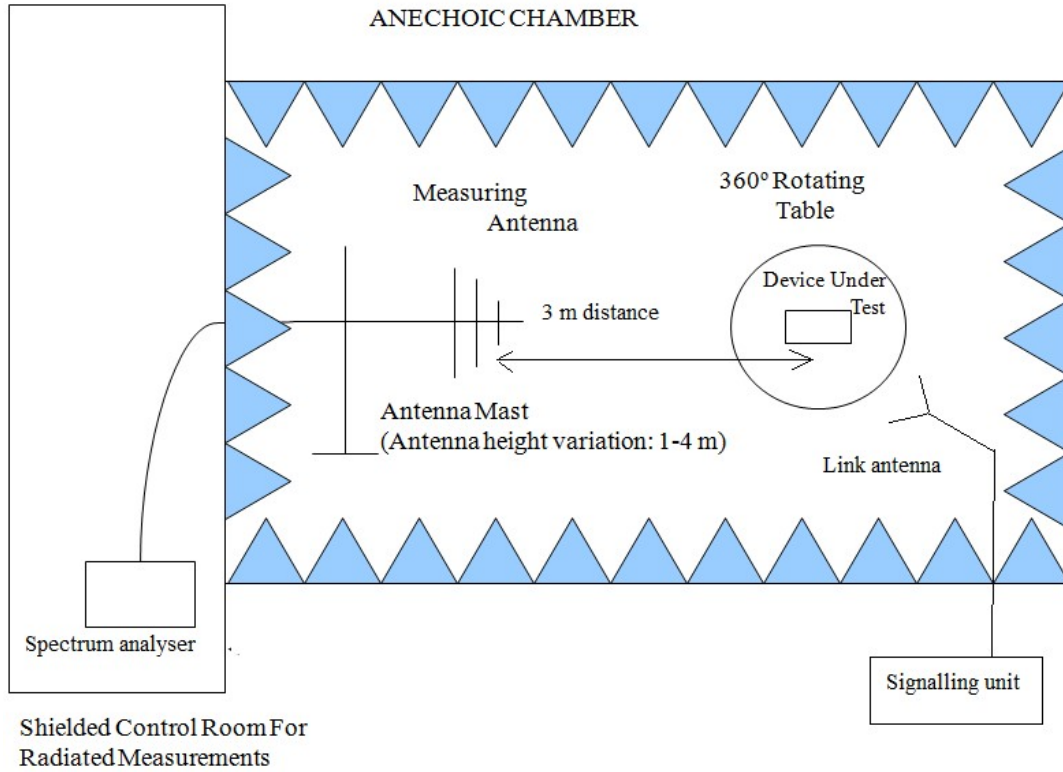 ANECHOIC CHAMBER
Measuring
Antenna
360º Rotating
Table
Device Under
Test
3 m distance
Antenna Mast
(Antenna height variation: 1-4 m)
Link antenna
Spectrum analyser
Signalling unit
Shielded Control Room For
Radiated Measurements